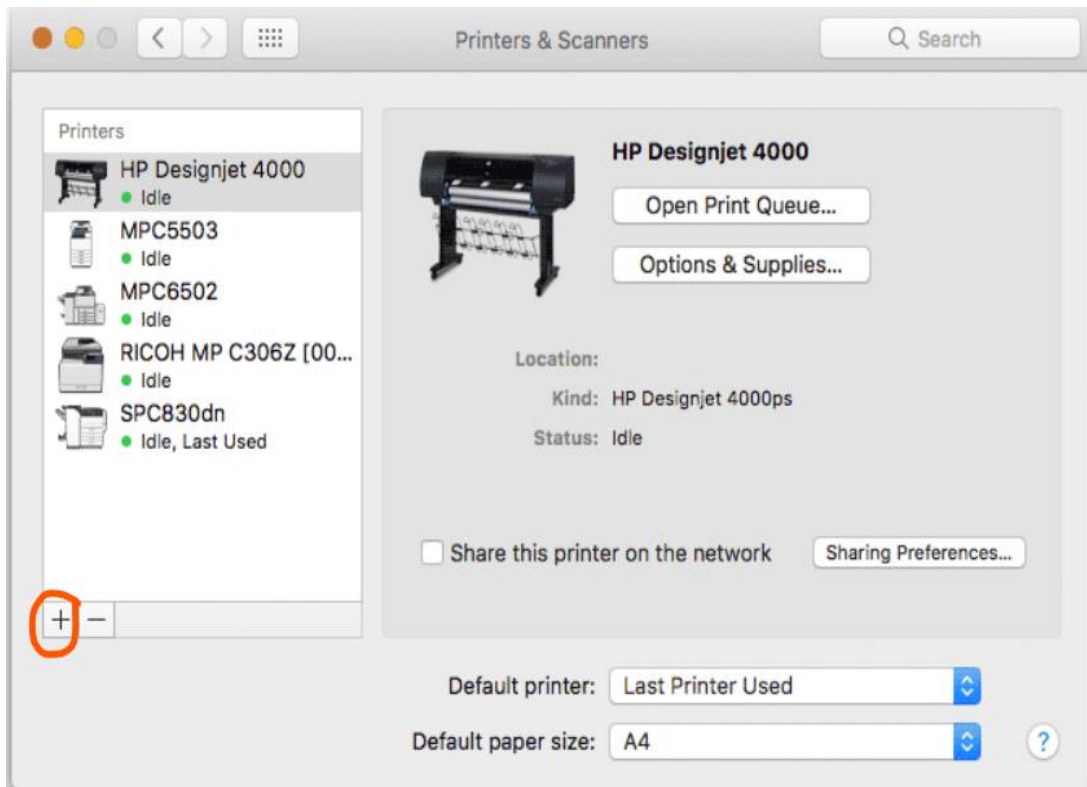 Printers & Scanners
Search
Printers
HP Designjet 4000
Idle
MPC5503
Idle
MPC6502
Idle
RICOH MP C306Z [00...
Idle
SPC830dn
Idle, Last Used
+ −
HP Designjet 4000
Open Print Queue...
Options & Supplies...
Location:
Kind: HP Designjet 4000ps
Status: Idle
Share this printer on the network
Sharing Preferences...
Default printer: Last Printer Used
Default paper size: A4
?